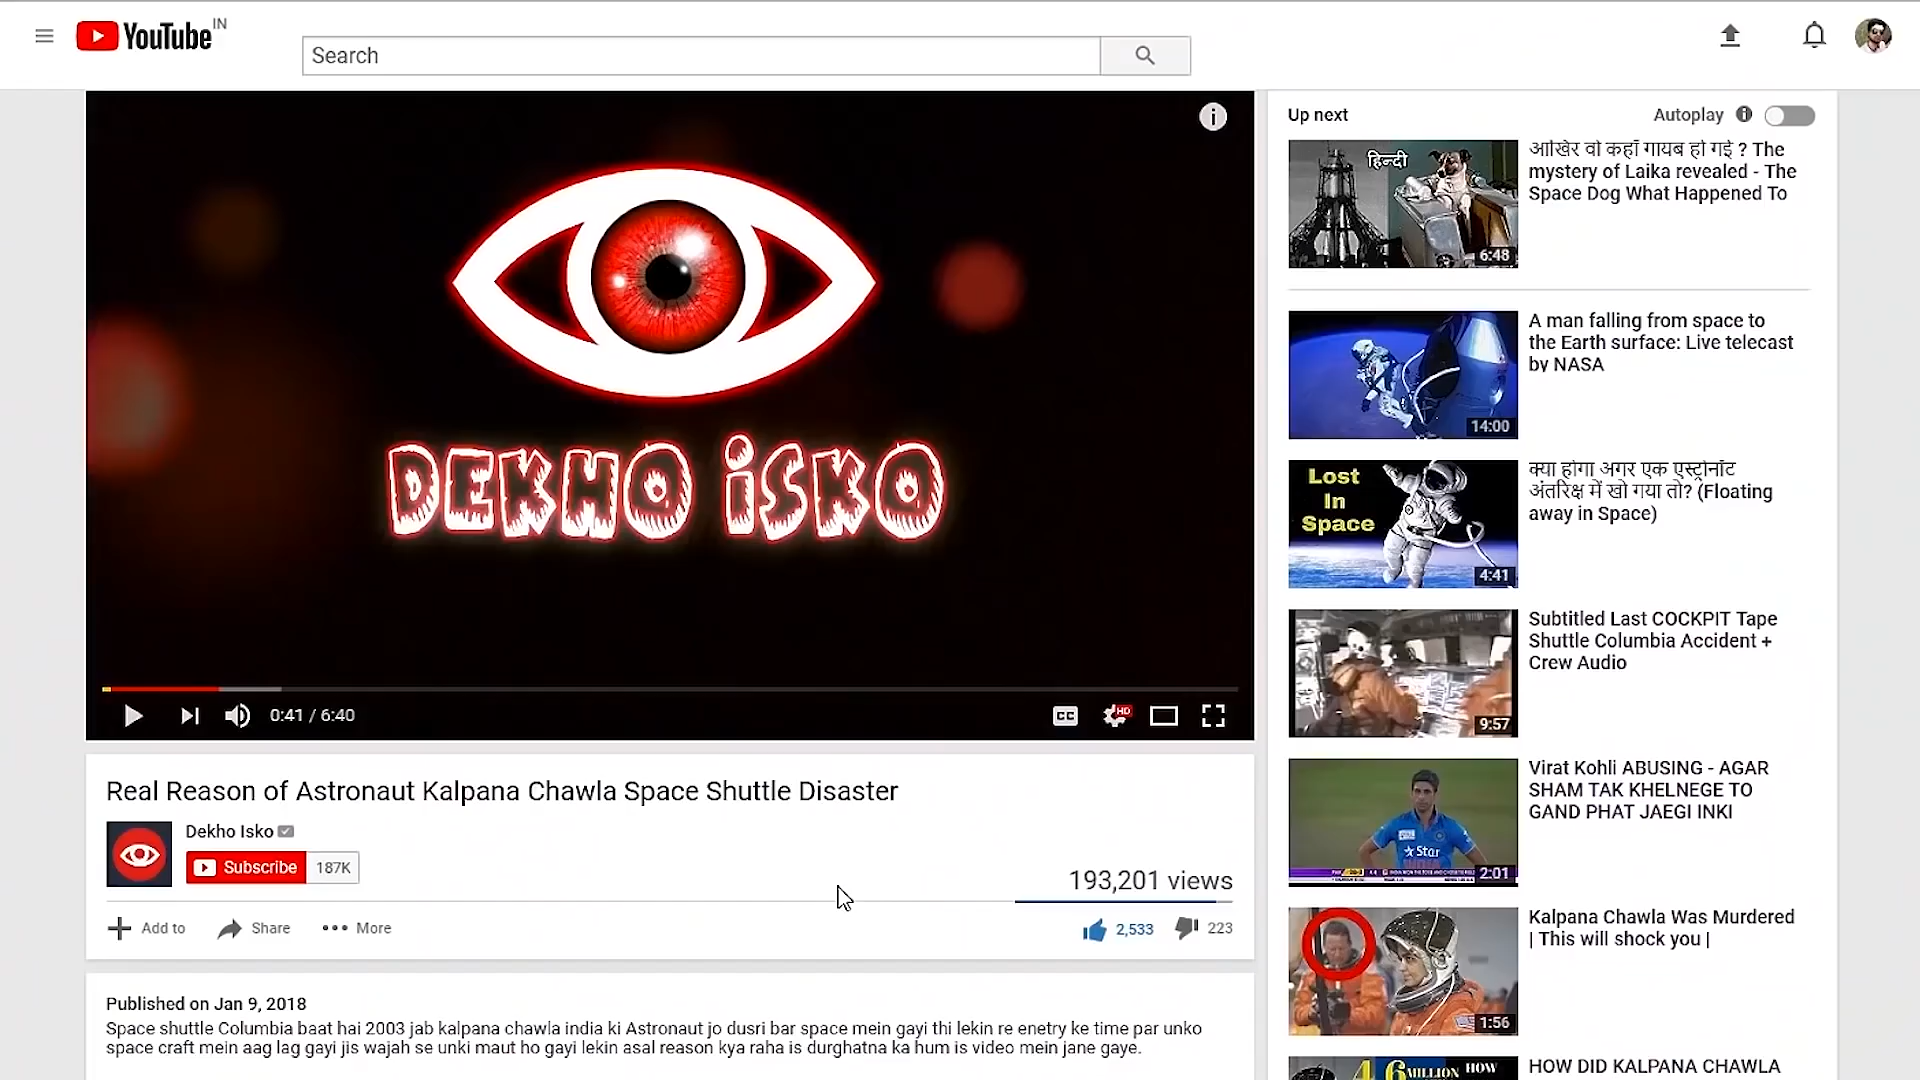 YouTube IN
Search
DEKHO iSKO
0:41 / 6:40
CC
HD
Real Reason of Astronaut Kalpana Chawla Space Shuttle Disaster
Dekho Isko
Subscribe 187K
193,201 views
Add to Share More
2,533 223
Published on Jan 9, 2018
Space shuttle Columbia baat hai 2003 jab kalpana chawla india ki Astronaut jo dusri bar space mein gayi thi lekin re enetry ke time par unko
space craft mein aag lag gayi jis wajah se unki maut ho gayi lekin asal reason kya raha is durghatna ka hum is video mein jane gaye.
Up next
Autoplay
हिन्दी
6:48
आखिर वो कहाँ गायब हो गई ? The
mystery of Laika revealed - The
Space Dog What Happened To
14:00
A man falling from space to
the Earth surface: Live telecast
by NASA
Lost
In
Space
4:41
क्या होगा अगर एक एस्ट्रोनॉट
अंतरिक्ष में खो गया तो? (Floating
away in Space)
9:57
Subtitled Last COCKPIT Tape
Shuttle Columbia Accident +
Crew Audio
Star
INDIA
2:01
Virat Kohli ABUSING - AGAR
SHAM TAK KHELNEGE TO
GAND PHAT JAEGI INKI
1:56
Kalpana Chawla Was Murdered
| This will shock you |
4.6 MILLION HOW
HOW DID KALPANA CHAWLA